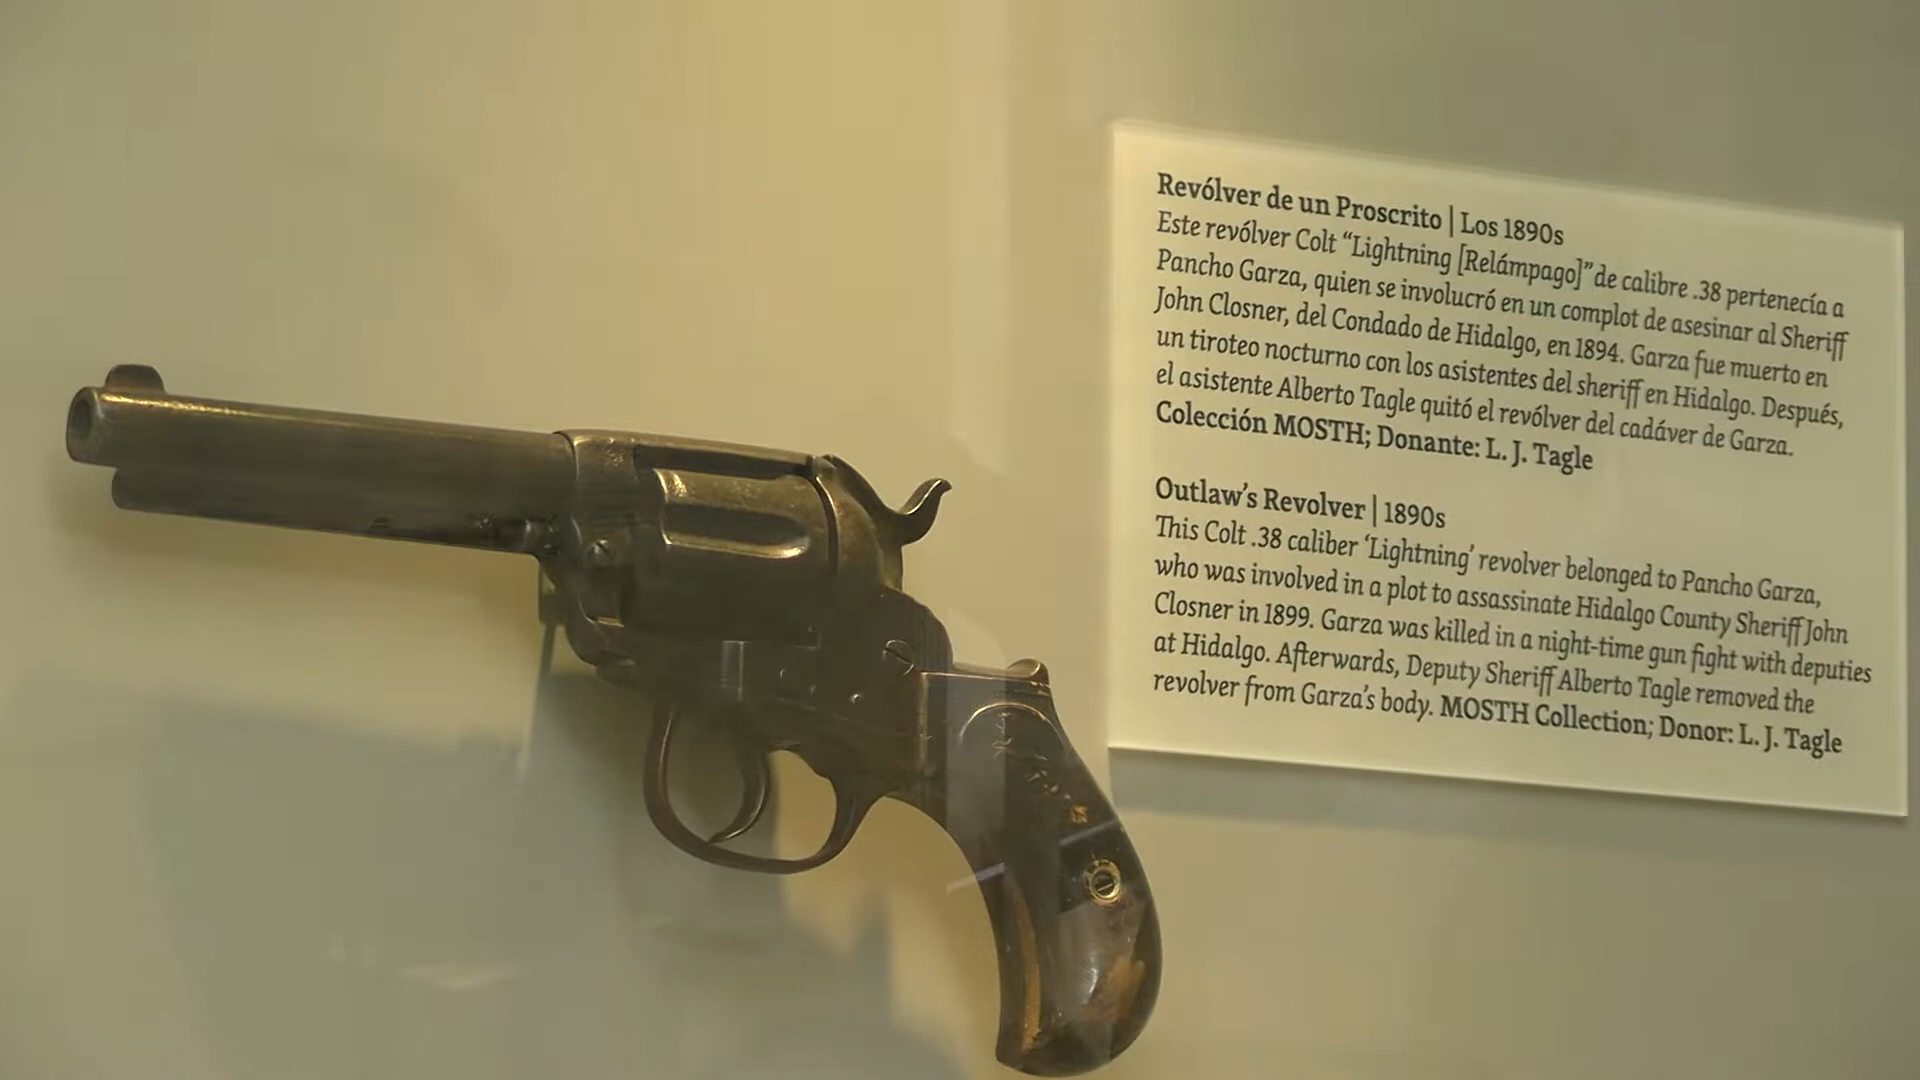 Revólver de un Proscrito | Los 1890s
Este revólver Colt “Lightning [Relámpago]” de calibre .38 pertenecía a
Pancho Garza, quien se involucró en un complot de asesinar al Sheriff
John Closner, del Condado de Hidalgo, en 1894. Garza fue muerto en
un tiroteo nocturno con los asistentes del sheriff en Hidalgo. Después,
el asistente Alberto Tagle quitó el revólver del cadáver de Garza.
Colección MOSTH; Donante: L. J. Tagle
Outlaw’s Revolver | 1890s
This Colt .38 caliber ‘Lightning’ revolver belonged to Pancho Garza,
who was involved in a plot to assassinate Hidalgo County Sheriff John
Closner in 1899. Garza was killed in a night-time gun fight with deputies
at Hidalgo. Afterwards, Deputy Sheriff Alberto Tagle removed the
revolver from Garza’s body. MOSTH Collection; Donor: L. J. Tagle